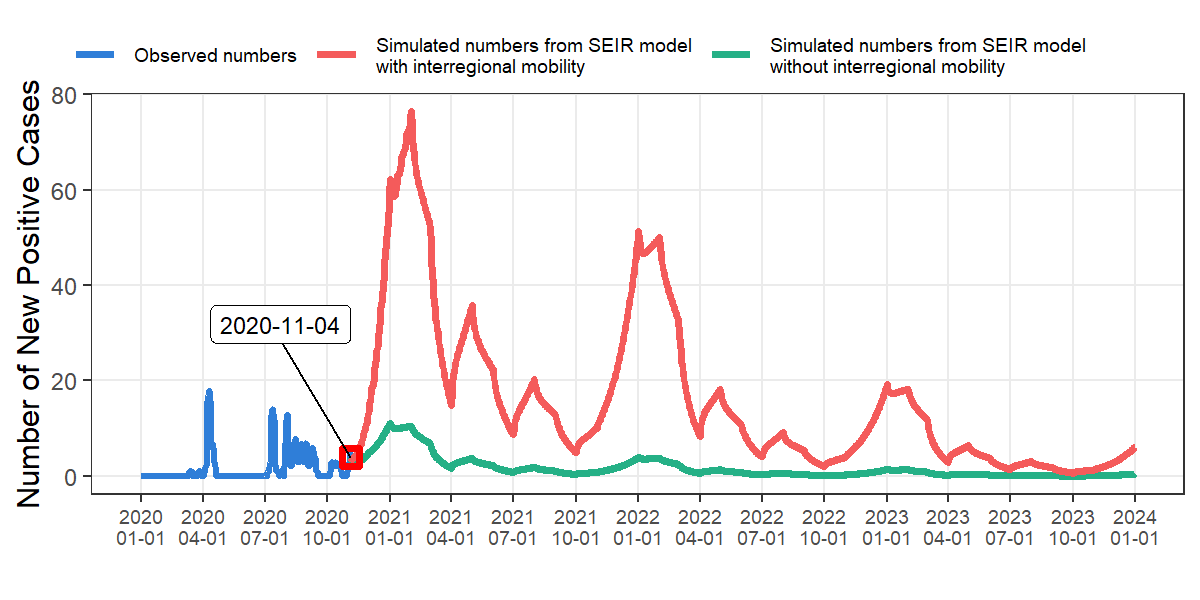 Observed numbers
Simulated numbers from SEIR model
with interregional mobility
Simulated numbers from SEIR model
without interregional mobility
Number of New Positive Cases
80
60
40
20
0
2020-11-04
2020 2020 2020 2020 2021 2021 2021 2021 2022 2022 2022 2022 2023 2023 2023 2023 2024
01-01 04-01 07-01 10-01 01-01 04-01 07-01 10-01 01-01 04-01 07-01 10-01 01-01 04-01 07-01 10-01 01-01